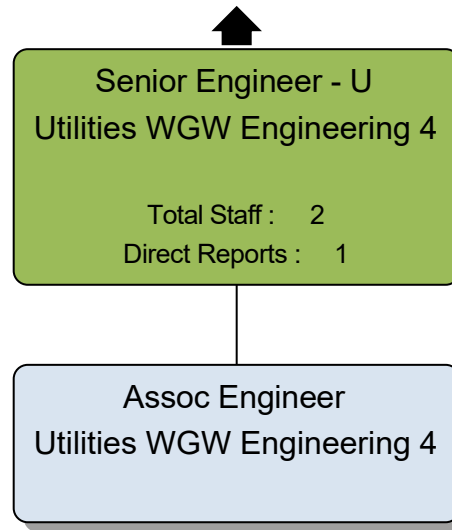 Senior Engineer - U
Utilities WGW Engineering 4
Total Staff : 2
Direct Reports : 1
Assoc Engineer
Utilities WGW Engineering 4